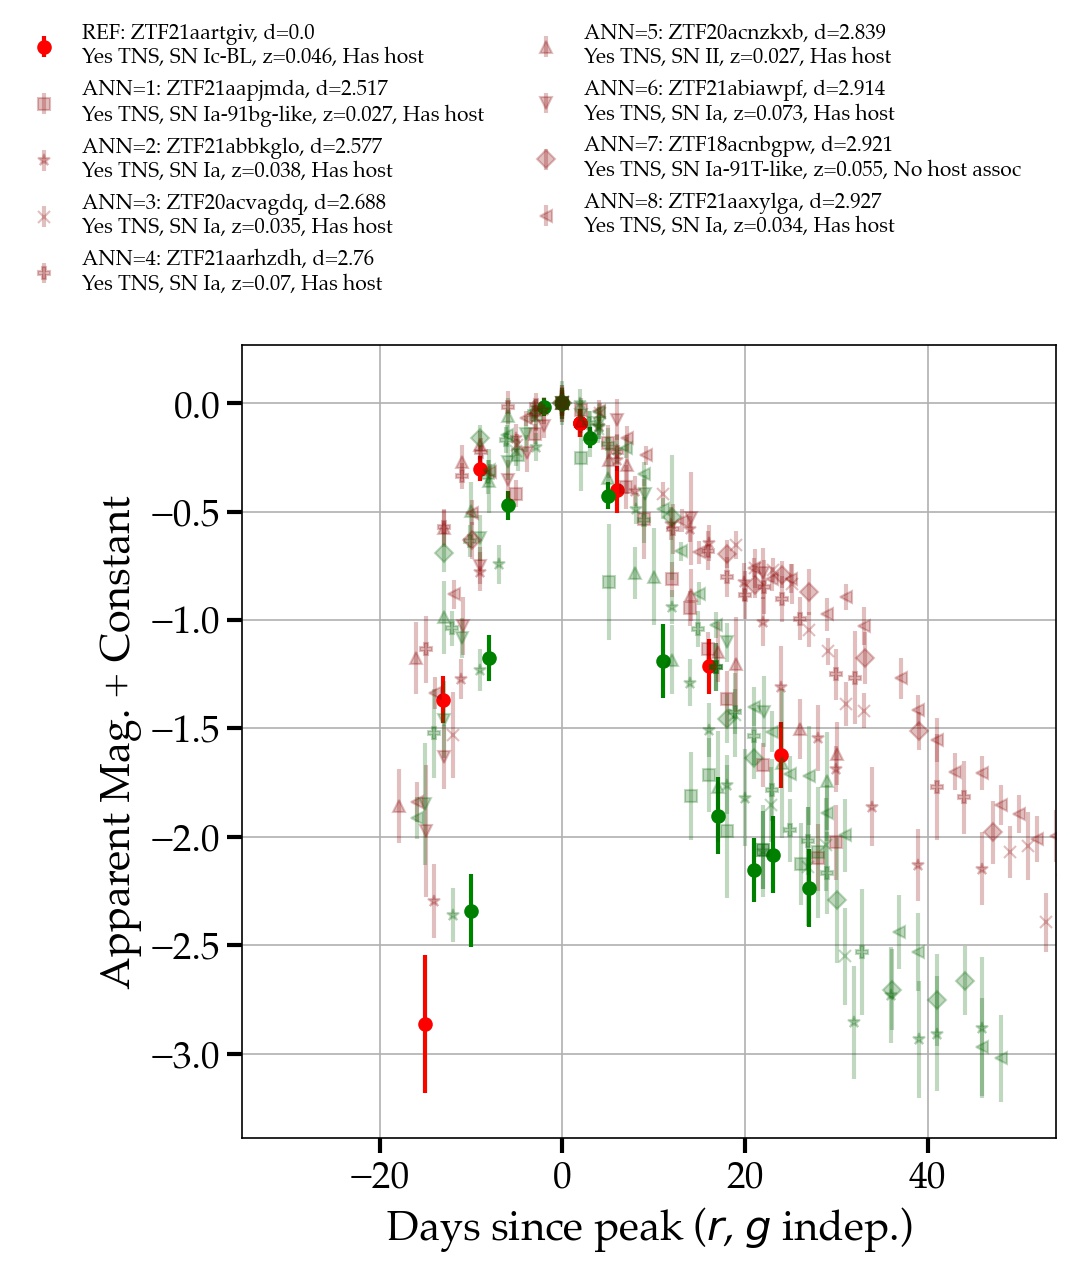 REF: ZTF21aartgiv, d=0.0
Yes TNS, SN Ic-BL, z=0.046, Has host
ANN=1: ZTF21aapjmda, d=2.517
Yes TNS, SN Ia-91bg-like, z=0.027, Has host
ANN=2: ZTF21abbkglo, d=2.577
Yes TNS, SN Ia, z=0.038, Has host
ANN=3: ZTF20acvagdq, d=2.688
Yes TNS, SN Ia, z=0.035, Has host
ANN=4: ZTF21aarhzdh, d=2.76
Yes TNS, SN Ia, z=0.07, Has host
ANN=5: ZTF20acnzkxb, d=2.839
Yes TNS, SN II, z=0.027, Has host
ANN=6: ZTF21abiawpf, d=2.914
Yes TNS, SN Ia, z=0.073, Has host
ANN=7: ZTF18acnbgpw, d=2.921
Yes TNS, SN Ia-91T-like, z=0.055, No host assoc
ANN=8: ZTF21aaxylga, d=2.927
Yes TNS, SN Ia, z=0.034, Has host
Apparent Mag. + Constant
0.0
−0.5
−1.0
−1.5
−2.0
−2.5
−3.0
−20 0 20 40
Days since peak (r, g indep.)